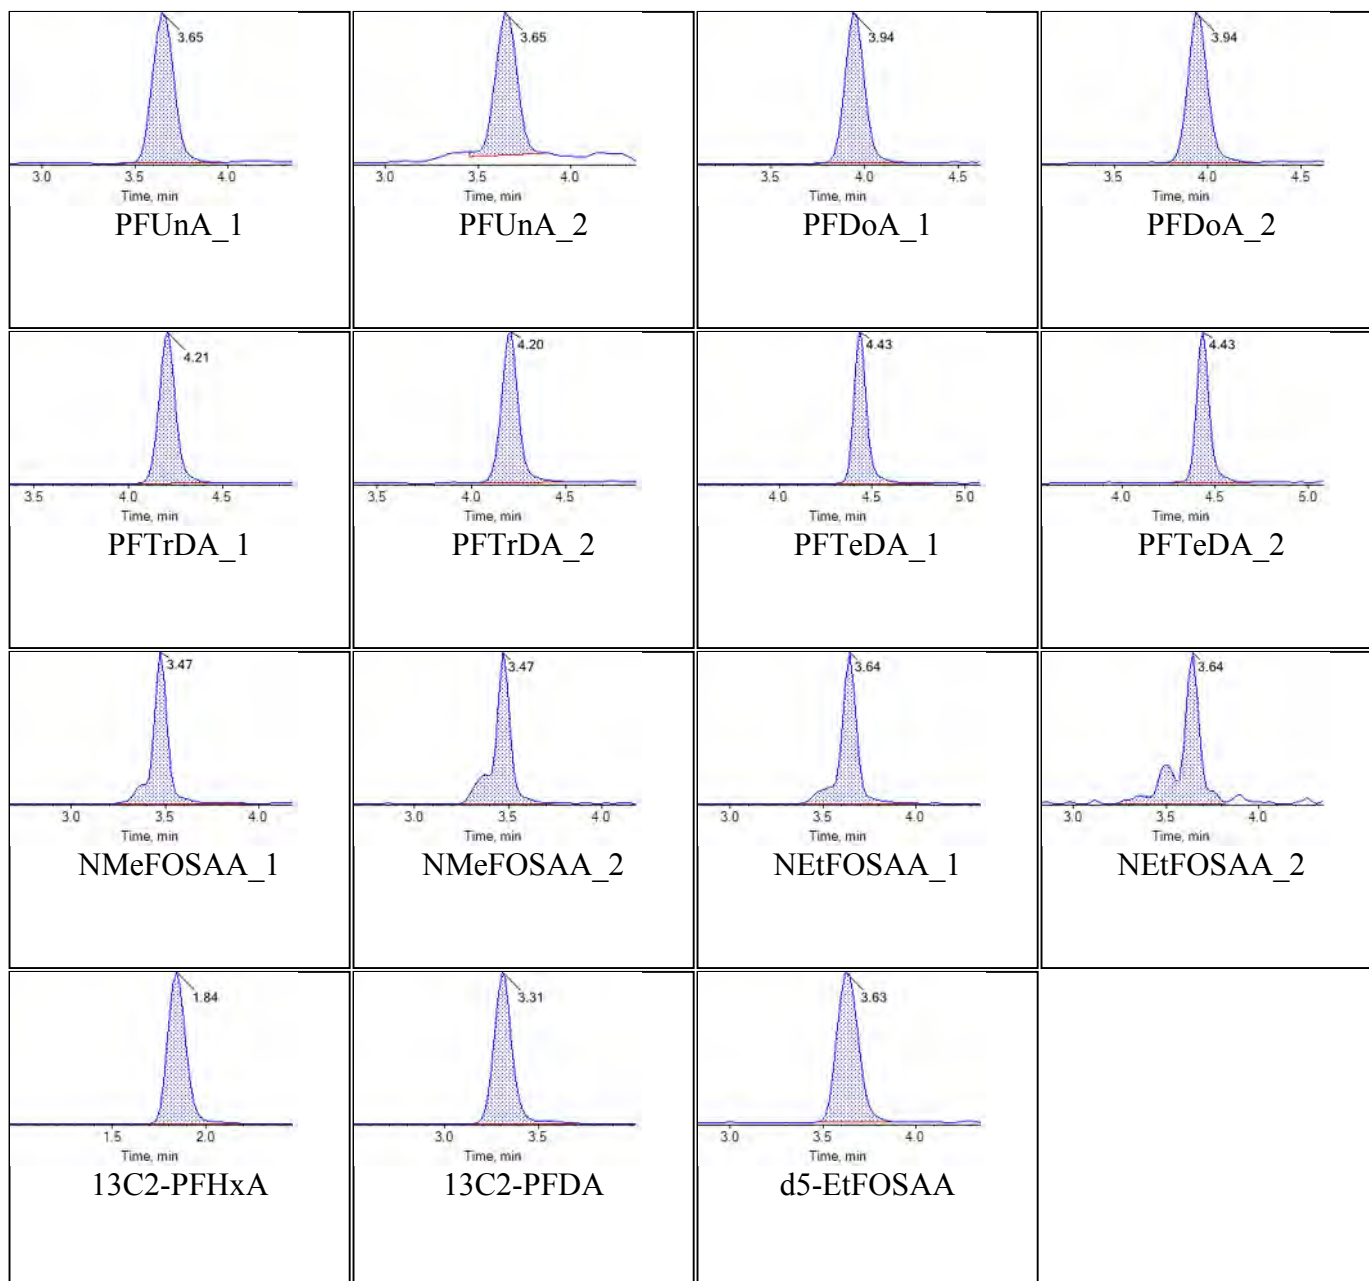 3.65
3.0 3.5 4.0
Time, min
PFUnA_1
3.65
3.0 3.5 4.0
Time, min
PFUnA_2
3.94
3.5 4.0 4.5
Time, min
PFDoA_1
3.94
3.5 4.0 4.5
Time, min
PFDoA_2
4.21
3.5 4.0 4.5
Time, min
PFTrDA_1
4.20
3.5 4.0 4.5
Time, min
PFTrDA_2
4.43
4.0 4.5 5.0
Time, min
PFTeDA_1
4.43
4.0 4.5 5.0
Time, min
PFTeDA_2
3.47
3.0 3.5 4.0
Time, min
NMeFOSAA_1
3.47
3.0 3.5 4.0
Time, min
NMeFOSAA_2
3.64
3.0 3.5 4.0
Time, min
NEtFOSAA_1
3.64
3.0 3.5 4.0
Time, min
NEtFOSAA_2
1.84
1.5 2.0
Time, min
13C2-PFHxA
3.31
3.0 3.5
Time, min
13C2-PFDA
3.63
3.0 3.5 4.0
Time, min
d5-EtFOSAA